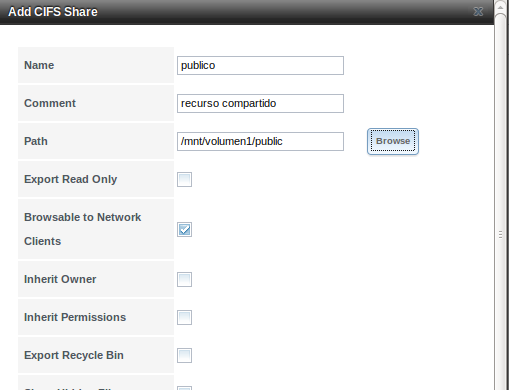 Add CIFS Share
Name publico
Comment recurso compartido
Path /mnt/volumen1/public Browse
Export Read Only
Browsable to Network
Clients
Inherit Owner
Inherit Permissions
Export Recycle Bin